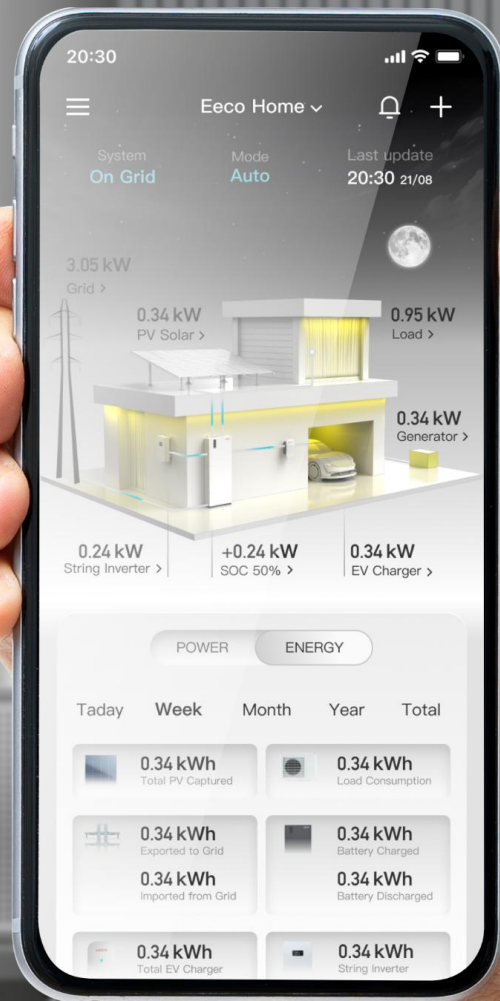 20:30
Eeco Home
System
On Grid
Mode
Auto
Last update
20:30 21/08
3.05 kW
Grid >
0.34 kW
PV Solar >
0.95 kW
Load >
0.34 kW
Generator >
0.24 kW
String Inverter >
+0.24 kW
SOC 50% >
0.34 kW
EV Charger >
POWER
ENERGY
Taday
Week
Month
Year
Total
0.34 kWh
Total PV Captured
0.34 kWh
Load Consumption
0.34 kWh
Exported to Grid
0.34 kWh
Imported from Grid
0.34 kWh
Battery Charged
0.34 kWh
Battery Discharged
0.34 kWh
Total EV Charger
0.34 kWh
String Inverter